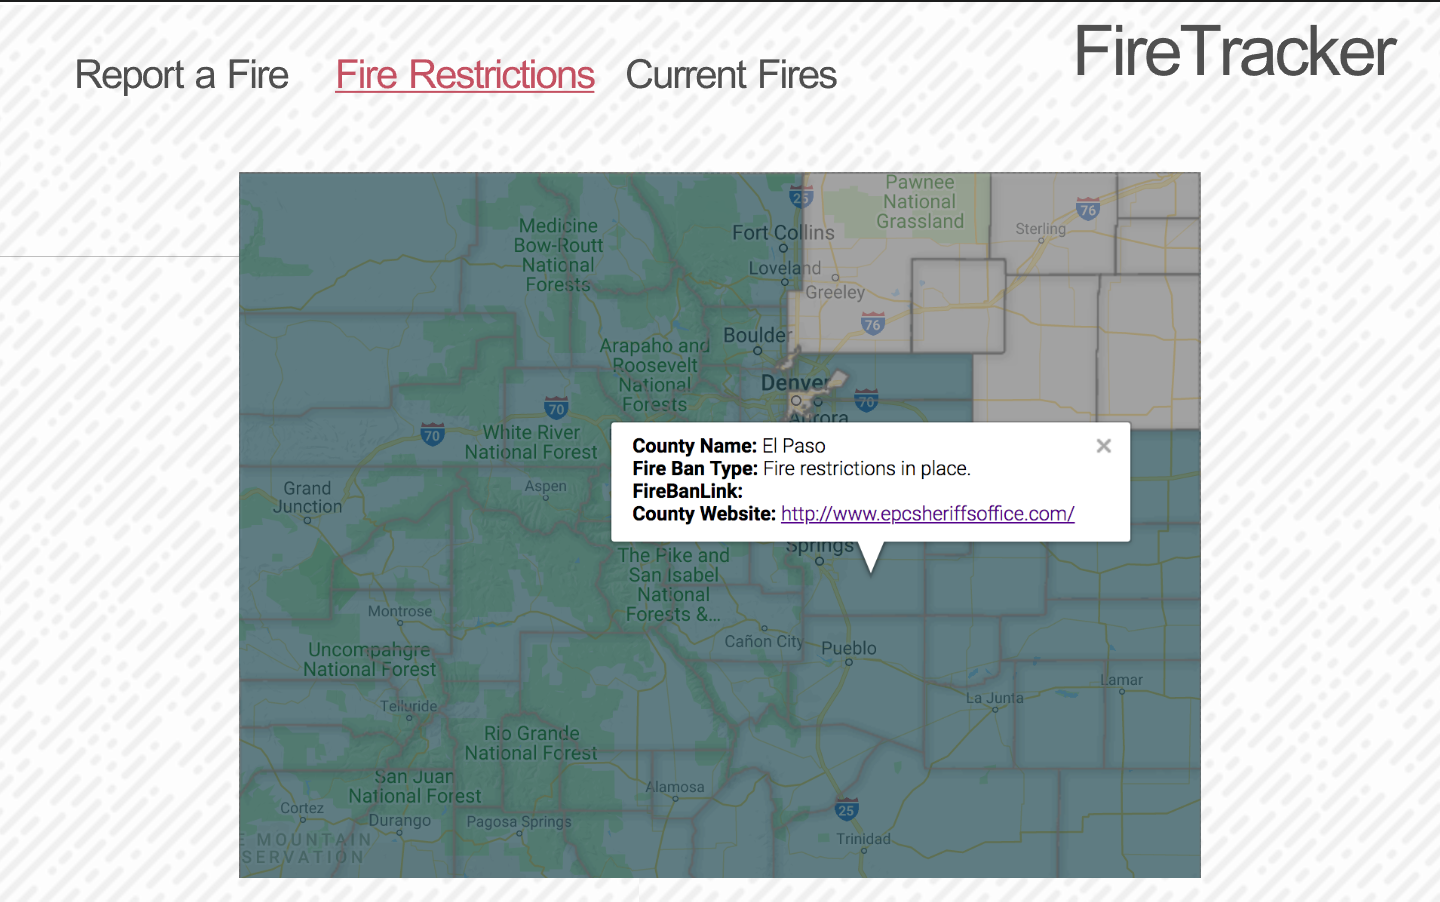 FireTracker
Report a Fire
Fire Restrictions
Current Fires
25
Pawnee
National
Grassland
76
Sterling
Medicine
Bow-Routt
National
Forests
Fort Collins
Loveland
Greeley
76
Boulder
Arapaho and
Roosevelt
National
Forests
Denver
70
70
70
Aurora
White River
National Forest
Aspen
Grand
Junction
County Name: El Paso
Fire Ban Type: Fire restrictions in place.
FireBanLink:
County Website: http://www.epcsheriffsoffice.com/
×
Springs
The Pike and
San Isabel
National
Forests &...
Montrose
Cañon City
Pueblo
Uncompahgre
National Forest
Telluride
La Junta
Lamar
Rio Grande
National Forest
San Juan
National Forest
Alamosa
25
Cortez
Durango
Pagosa Springs
Trinidad
E MOUNTAIN
SERVATION